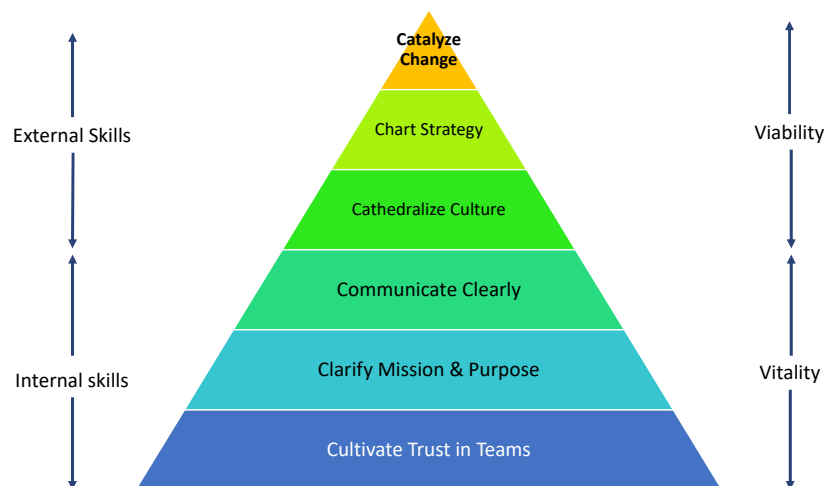 Catalyze
Change
Chart Strategy
External Skills
Viability
Cathedralize Culture
Communicate Clearly
Clarify Mission & Purpose
Internal skills
Vitality
Cultivate Trust in Teams